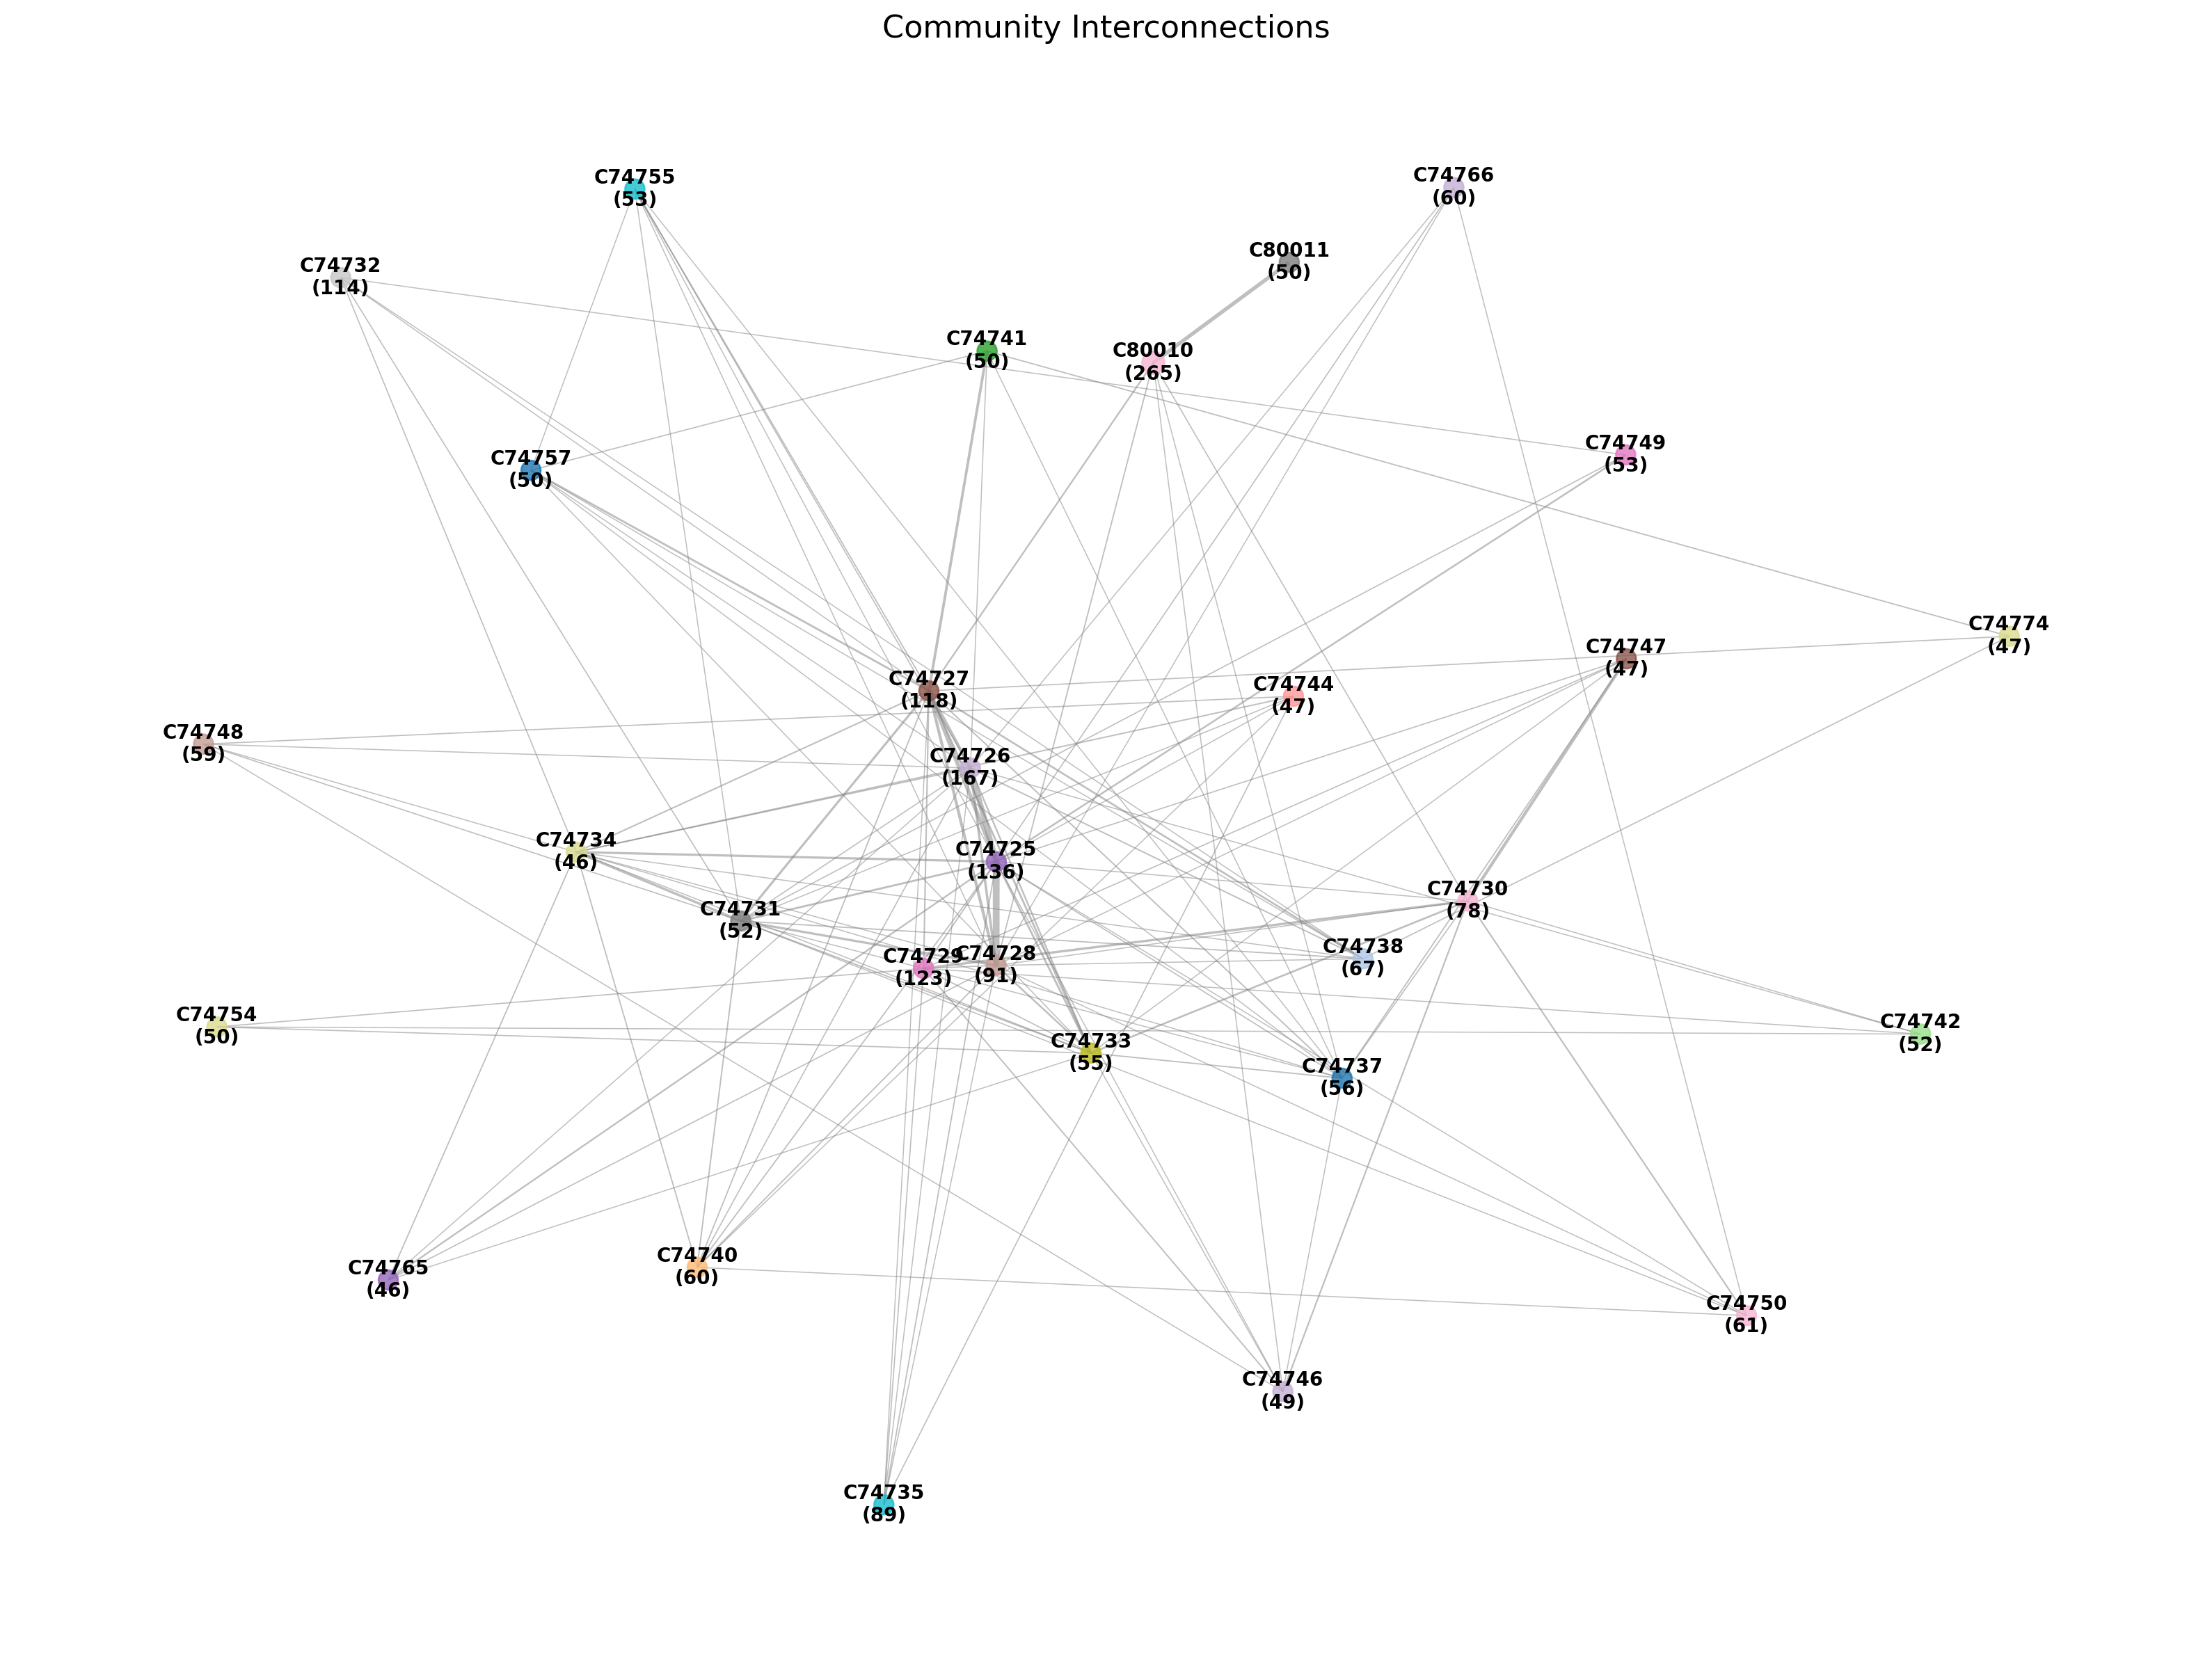 Community Interconnections
C74755
(53)
C74766
(60)
C80011
(50)
C74732
(114)
C74741
(50)
C80010
(265)
C74749
(53)
C74757
(50)
C74774
(47)
C74747
(47)
C74727
(118)
C74744
(47)
C74748
(59)
C74726
(167)
C74734
(46)
C74725
(136)
C74730
(78)
C74731
(52)
C74738
(67)
C74729
(123)
C74728
(91)
C74754
(50)
C74742
(52)
C74733
(55)
C74737
(56)
C74740
(60)
C74765
(46)
C74750
(61)
C74746
(49)
C74735
(89)